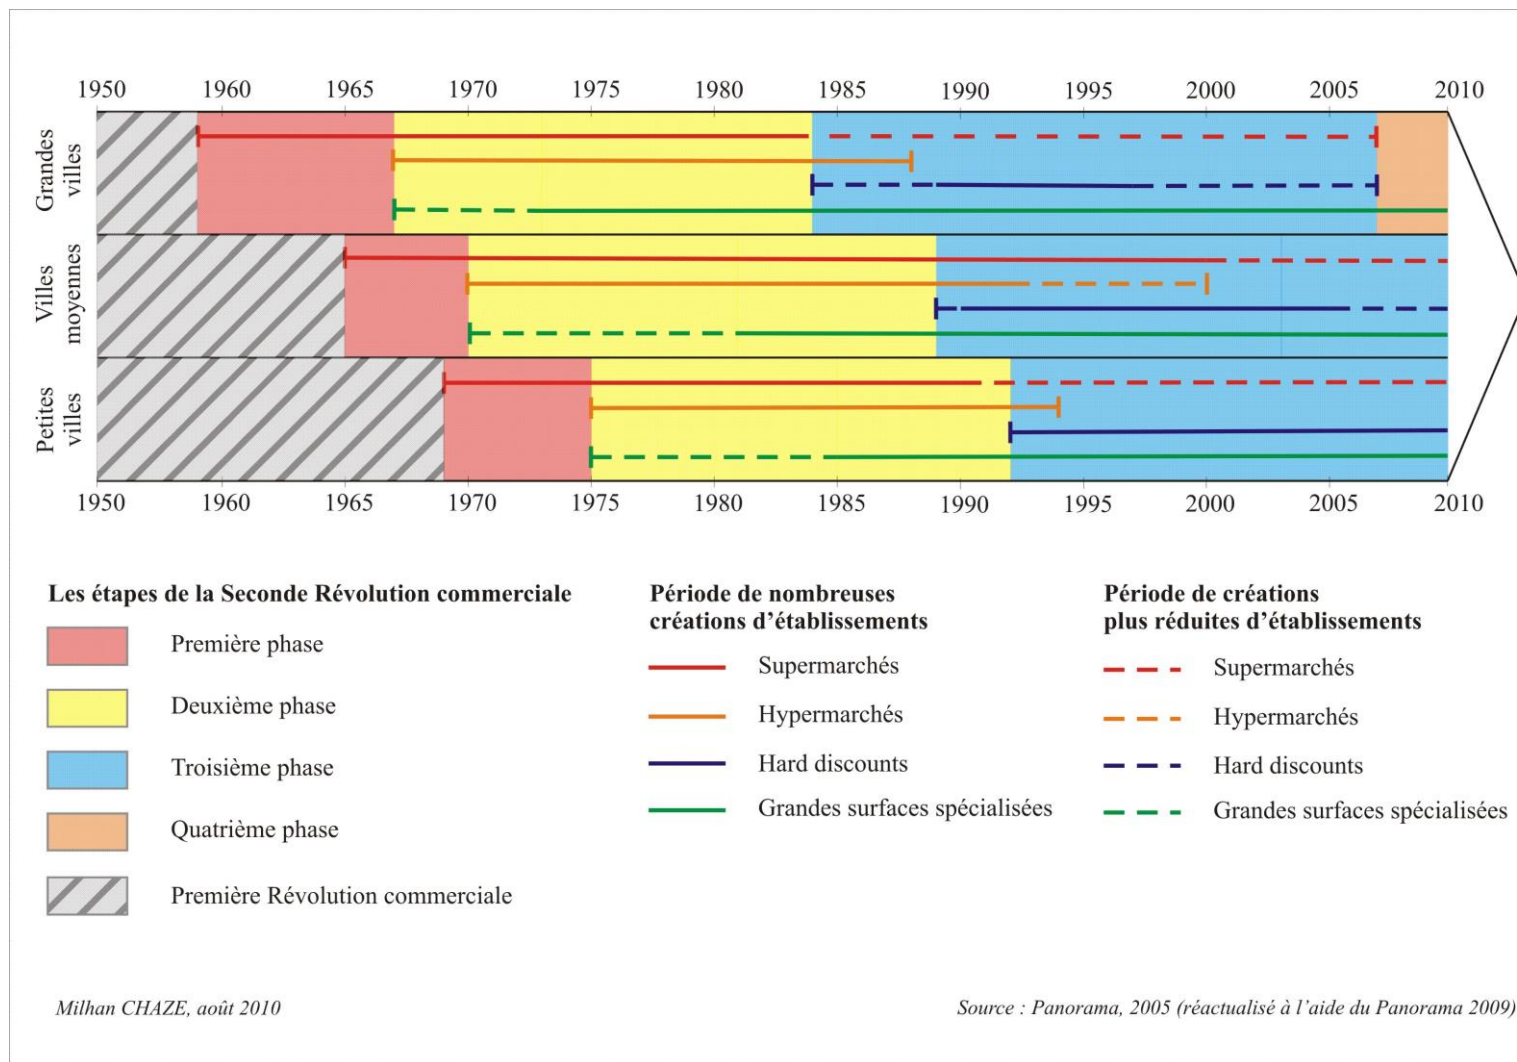 1950 1960 1965 1970 1975 1980 1985 1990 1995 2000 2005 2010
Grandes
villes
Villes
moyennes
Petites
villes
1950 1960 1965 1970 1975 1980 1985 1990 1995 2000 2005 2010
Les étapes de la Seconde Révolution commerciale
Première phase
Deuxième phase
Troisième phase
Quatrième phase
Première Révolution commerciale
Période de nombreuses
créations d’établissements
Supermarchés
Hypermarchés
Hard discounts
Grandes surfaces spécialisées
Période de créations
plus réduites d’établissements
Supermarchés
Hypermarchés
Hard discounts
Grandes surfaces spécialisées
Milhan CHAZE, août 2010
Source : Panorama, 2005 (réactualisé à l’aide du Panorama 2009)